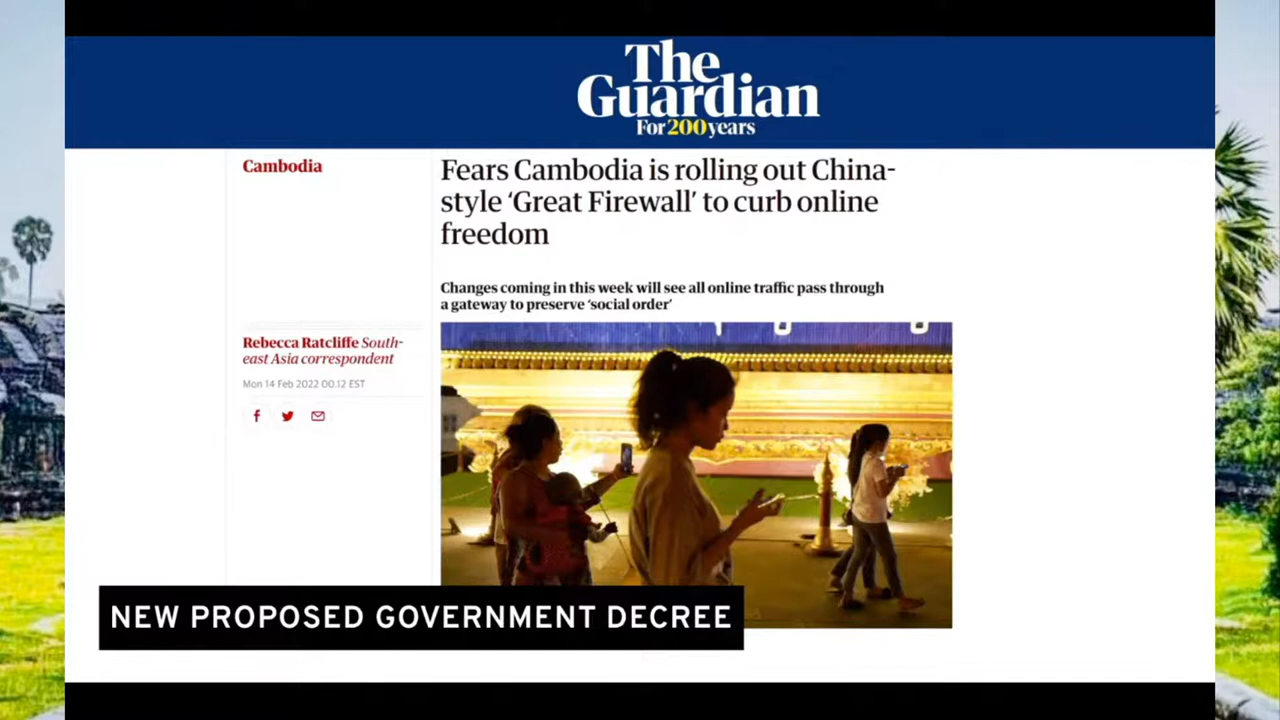 The
Guardian
For 200 years
Cambodia
Fears Cambodia is rolling out China-
style ‘Great Firewall’ to curb online
freedom
Changes coming in this week will see all online traffic pass through
a gateway to preserve ‘social order’
Rebecca Ratcliffe South-
east Asia correspondent
Mon 14 Feb 2022 00.12 EST
NEW PROPOSED GOVERNMENT DECREE